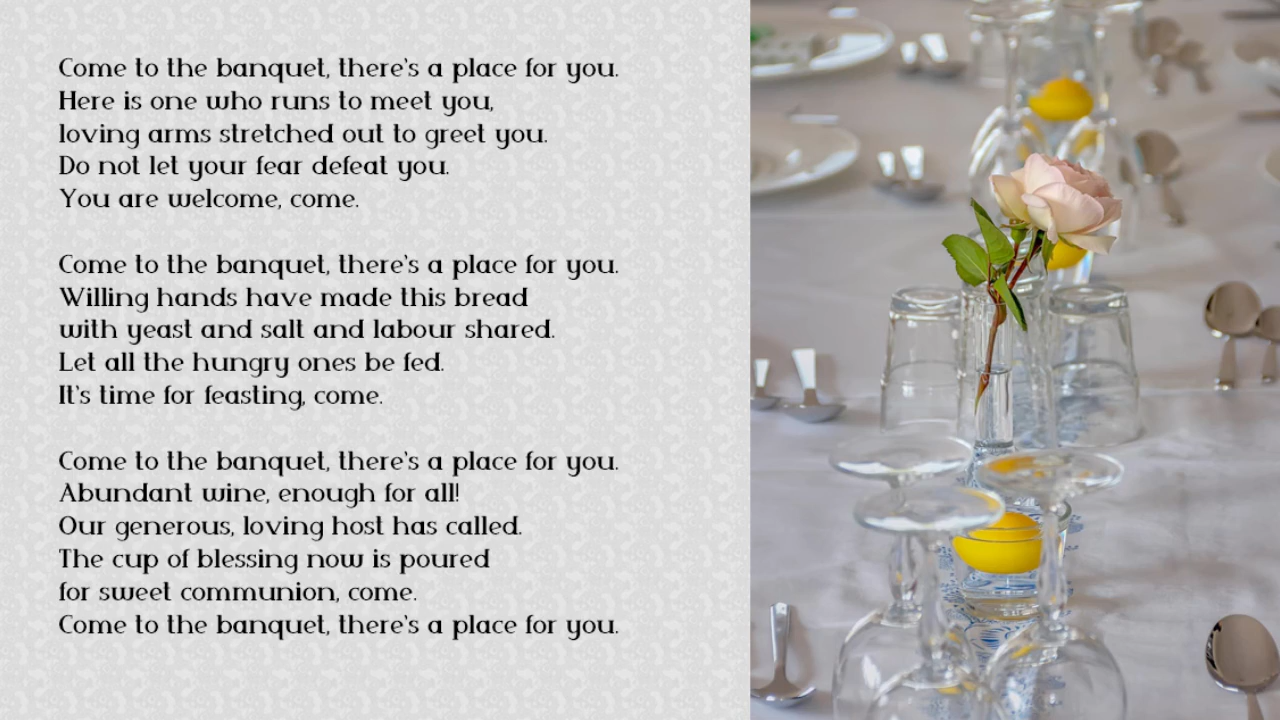 Come to the banquet, there's a place for you.
Here is one who runs to meet you,
loving arms stretched out to greet you.
Do not let your fear defeat you.
You are welcome, come.
Come to the banquet, there's a place for you.
Willing hands have made this bread
with yeast and salt and labour shared.
Let all the hungry ones be fed.
It's time for feasting, come.
Come to the banquet, there's a place for you.
Abundant wine, enough for all!
Our generous, loving host has called.
The cup of blessing now is poured
for sweet communion, come.
Come to the banquet, there's a place for you.